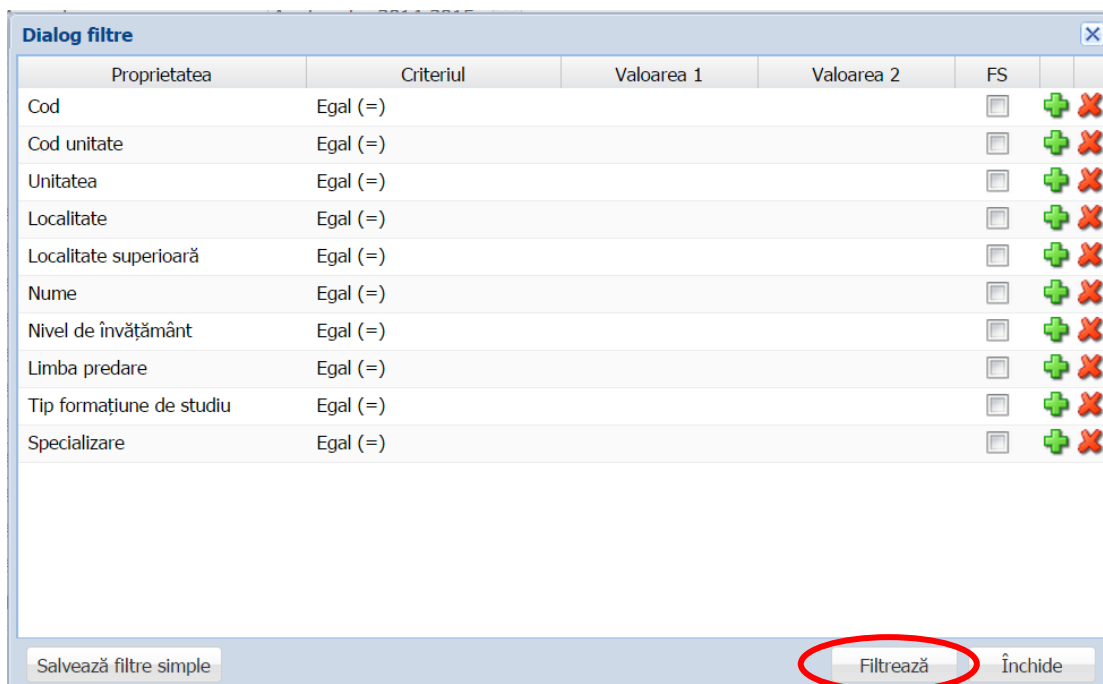 Dialog filtre
Proprietatea Criteriul Valoarea 1 Valoarea 2 FS
Cod Egal (=)
Cod unitate Egal (=)
Unitatea Egal (=)
Localitate Egal (=)
Localitate superioară Egal (=)
Nume Egal (=)
Nivel de învățământ Egal (=)
Limba predare Egal (=)
Tip formațiune de studiu Egal (=)
Specializare Egal (=)
Salvează filtre simple Filtrează Închide